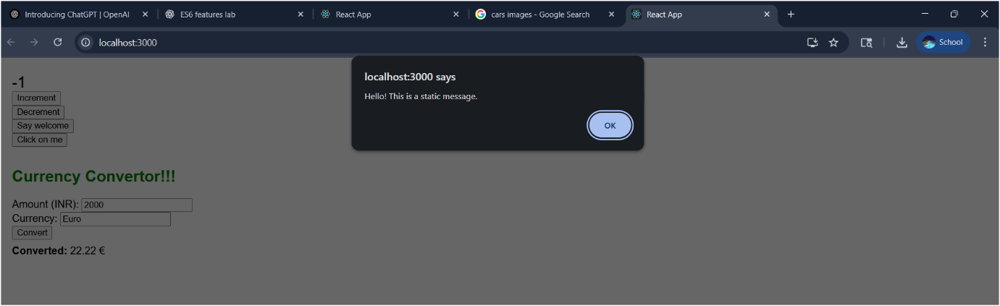 Introducing ChatGPT | OpenAI
ES6 features lab
React App
cars images - Google Search
React App
localhost:3000
School
localhost:3000 says
Hello! This is a static message.
OK
-1
Increment
Decrement
Say welcome
Click on me
Currency Convertor!!!
Amount (INR): 2000
Currency: Euro
Convert
Converted: 22.22 €